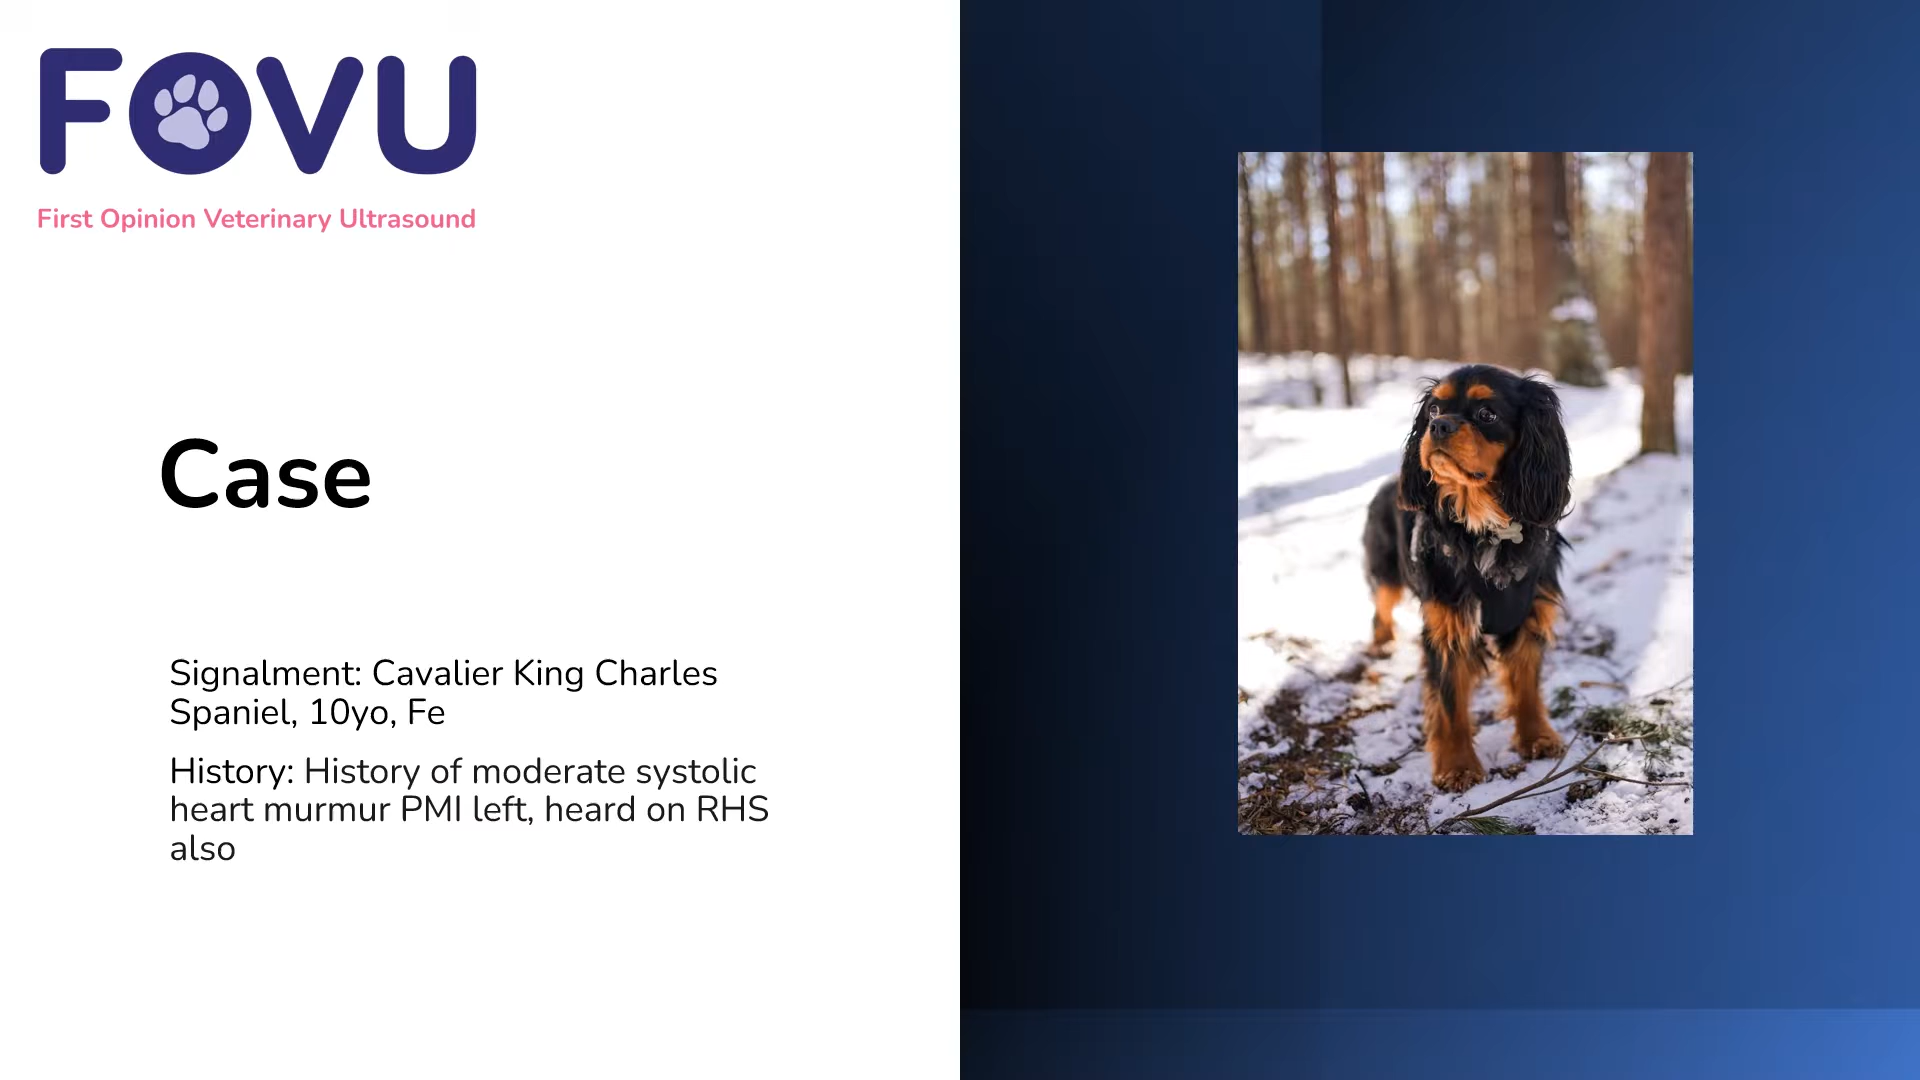 FOVU
First Opinion Veterinary Ultrasound
Case
Signalment: Cavalier King Charles
Spaniel, 10yo, Fe
History: History of moderate systolic
heart murmur PMI left, heard on RHS
also